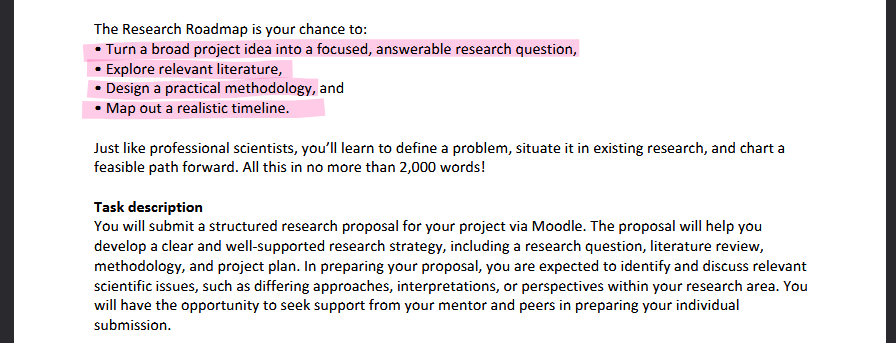 The Research Roadmap is your chance to:
• Turn a broad project idea into a focused, answerable research question,
• Explore relevant literature,
• Design a practical methodology, and
• Map out a realistic timeline.
Just like professional scientists, you’ll learn to define a problem, situate it in existing research, and chart a
feasible path forward. All this in no more than 2,000 words!
Task description
You will submit a structured research proposal for your project via Moodle. The proposal will help you
develop a clear and well-supported research strategy, including a research question, literature review,
methodology, and project plan. In preparing your proposal, you are expected to identify and discuss relevant
scientific issues, such as differing approaches, interpretations, or perspectives within your research area. You
will have the opportunity to seek support from your mentor and peers in preparing your individual
submission.